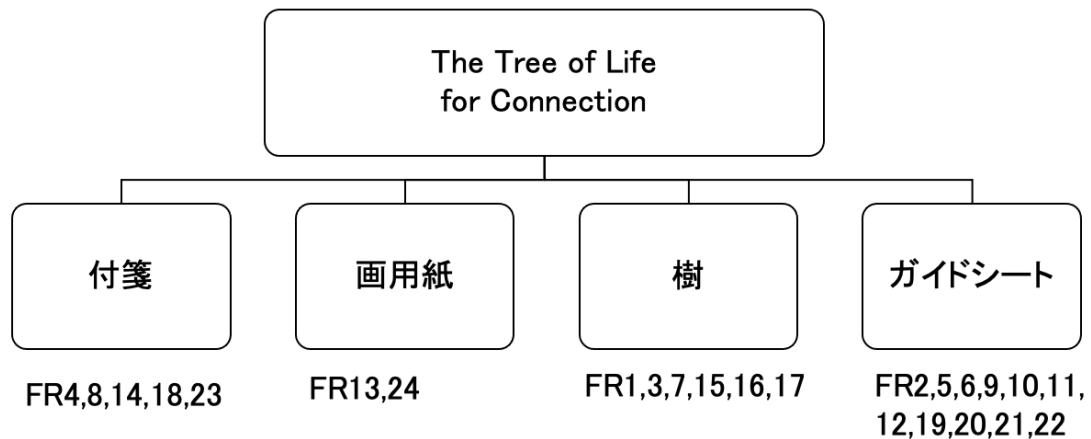 The Tree of Life
for Connection
付箋
画用紙
樹
ガイドシート
FR4,8,14,18,23
FR13,24
FR1,3,7,15,16,17
FR2,5,6,9,10,11,
12,19,20,21,22